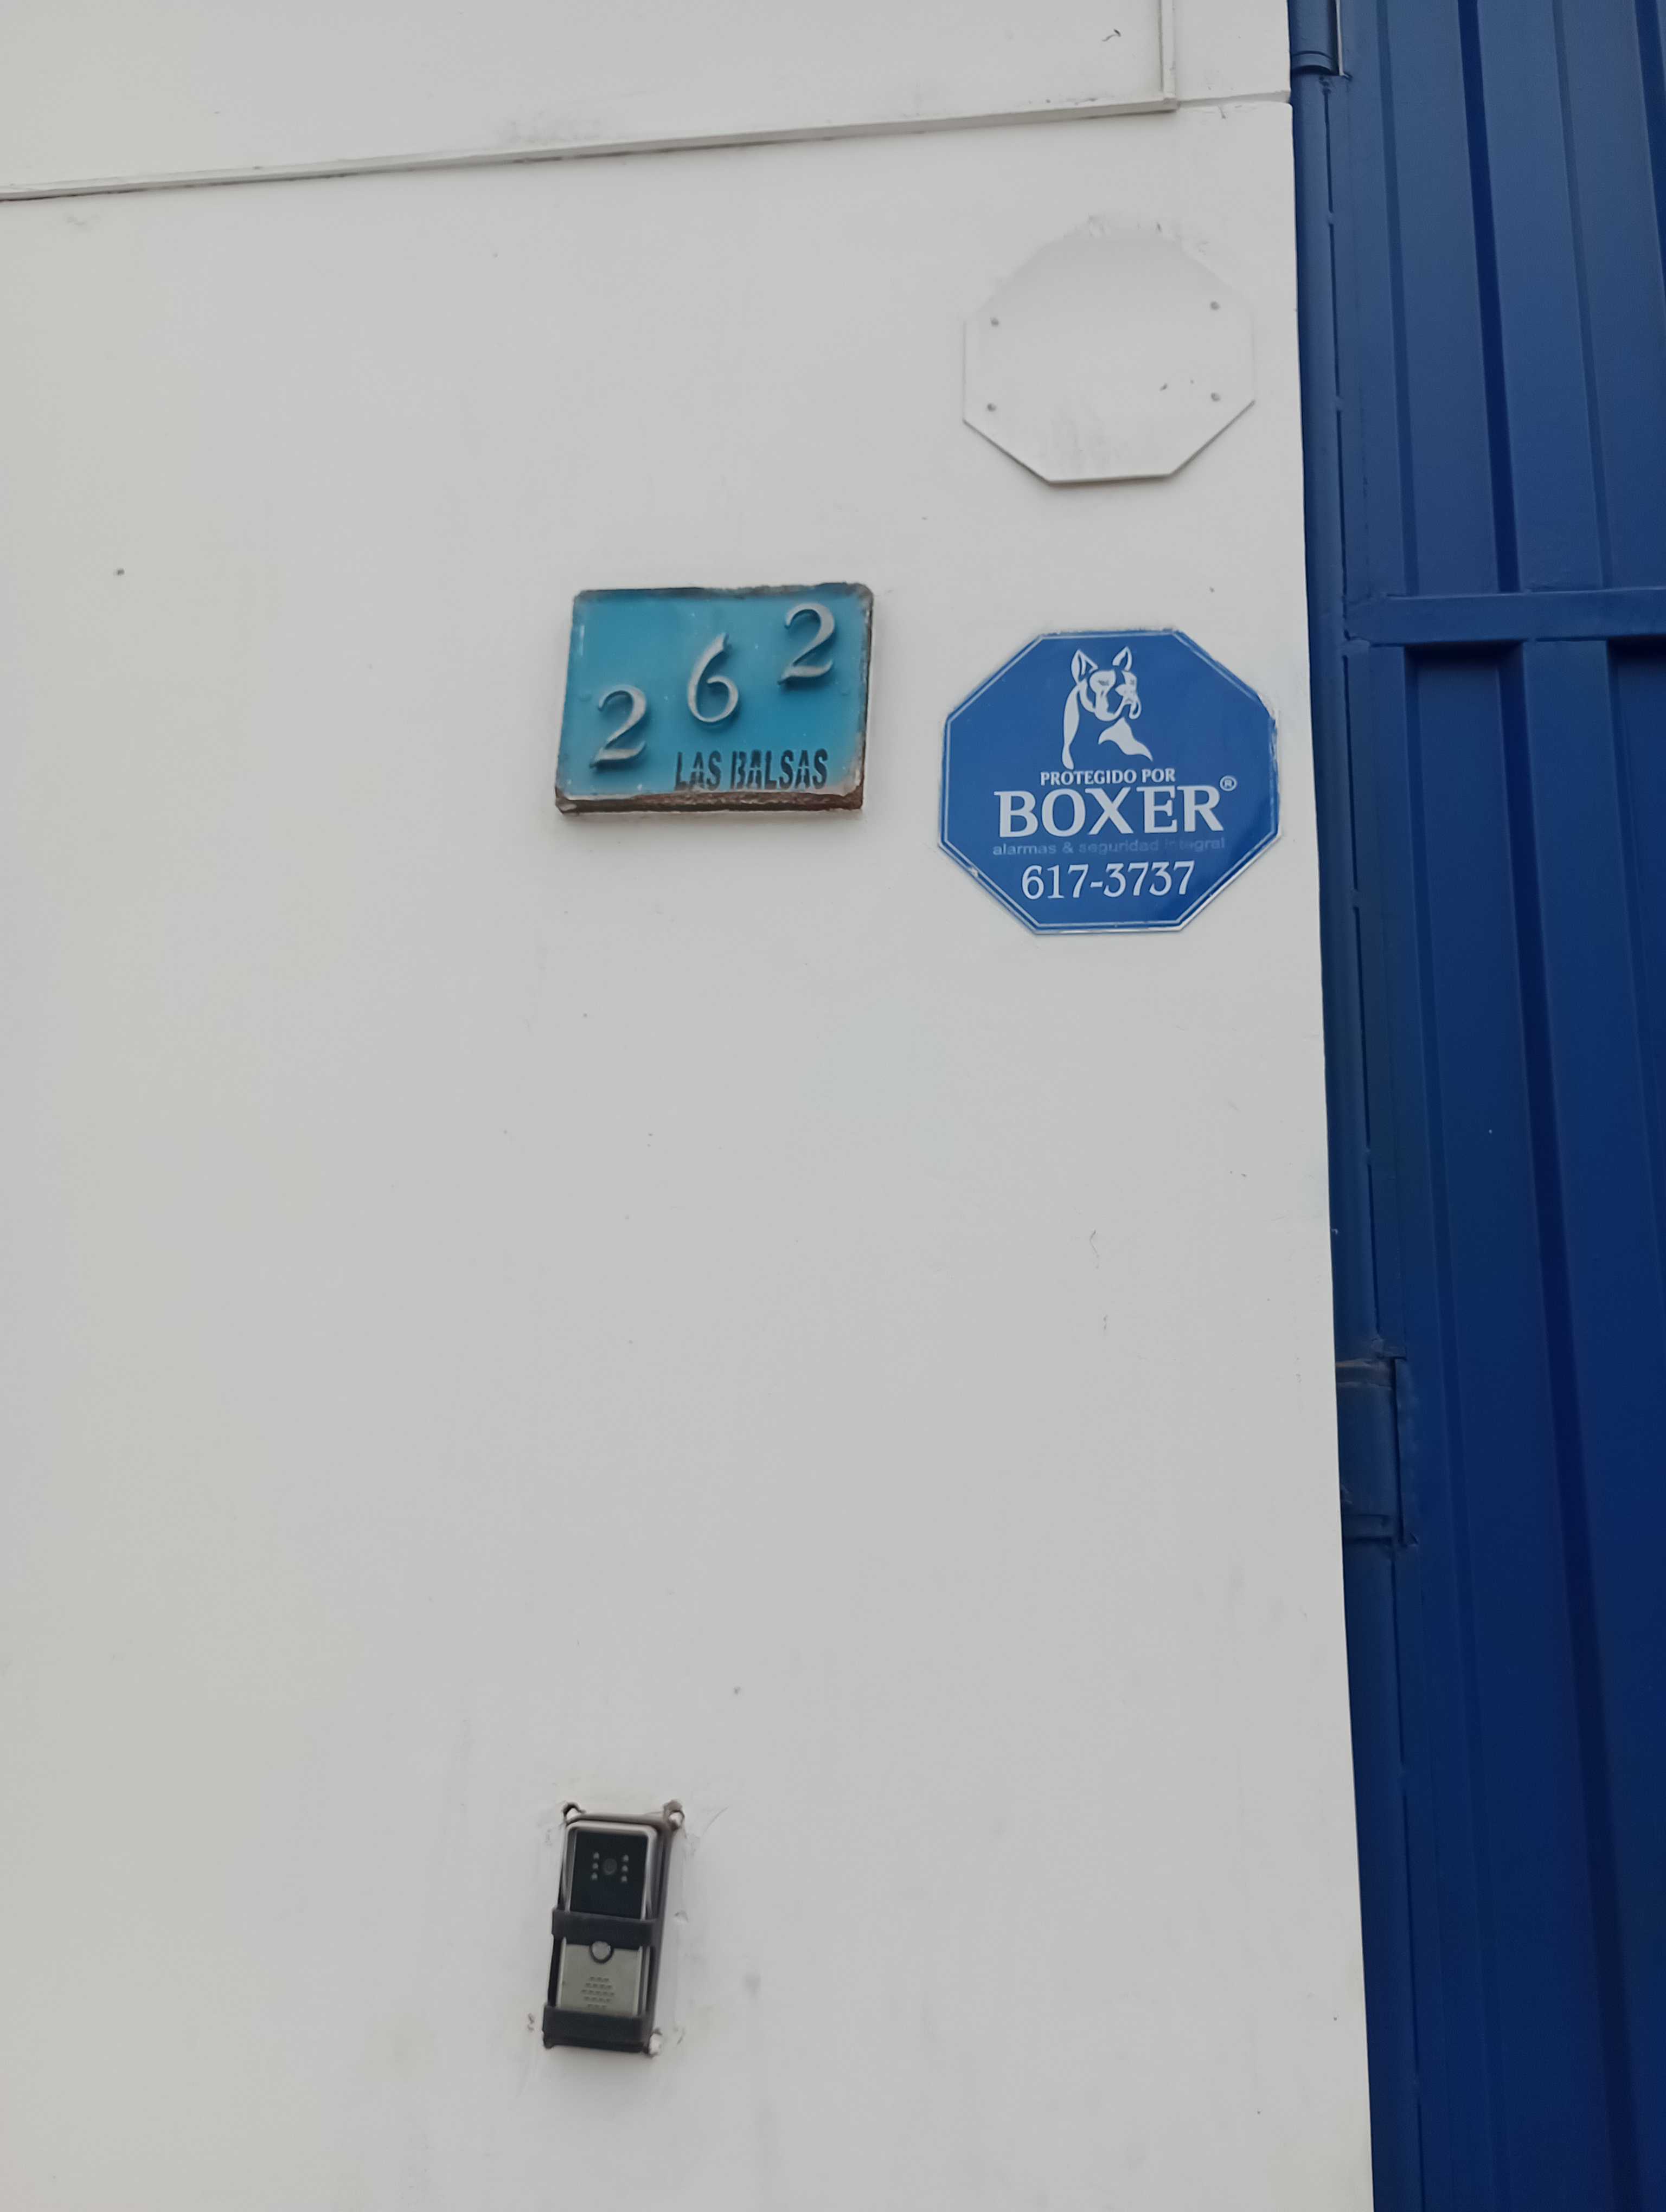 262
LAS BALSAS
PROTEGIDO POR
BOXER®
alarmas & seguridad integral
617-3737